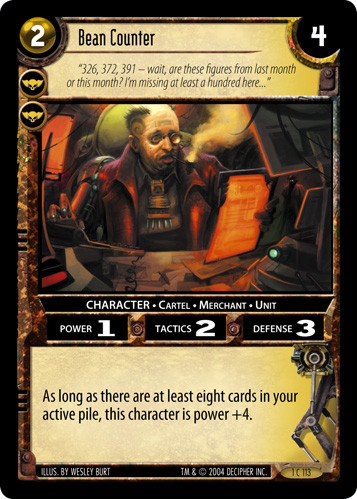 2 Bean Counter 4
“326, 372, 391 – wait, are these figures from last month
or this month? I'm missing at least a hundred here...”
CHARACTER • CARTEL • MERCHANT • UNIT
POWER 1 TACTICS 2 DEFENSE 3
As long as there are at least eight cards in your
active pile, this character is power +4.
ILLUS. BY WESLEY BURT TM & © 2004 DECIPHER INC. 1 C 113